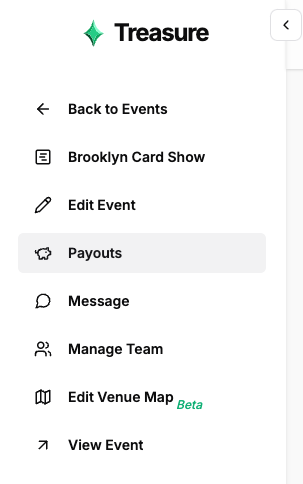 Treasure
Back to Events
Brooklyn Card Show
Edit Event
Payouts
Message
Manage Team
Edit Venue Map Beta
View Event